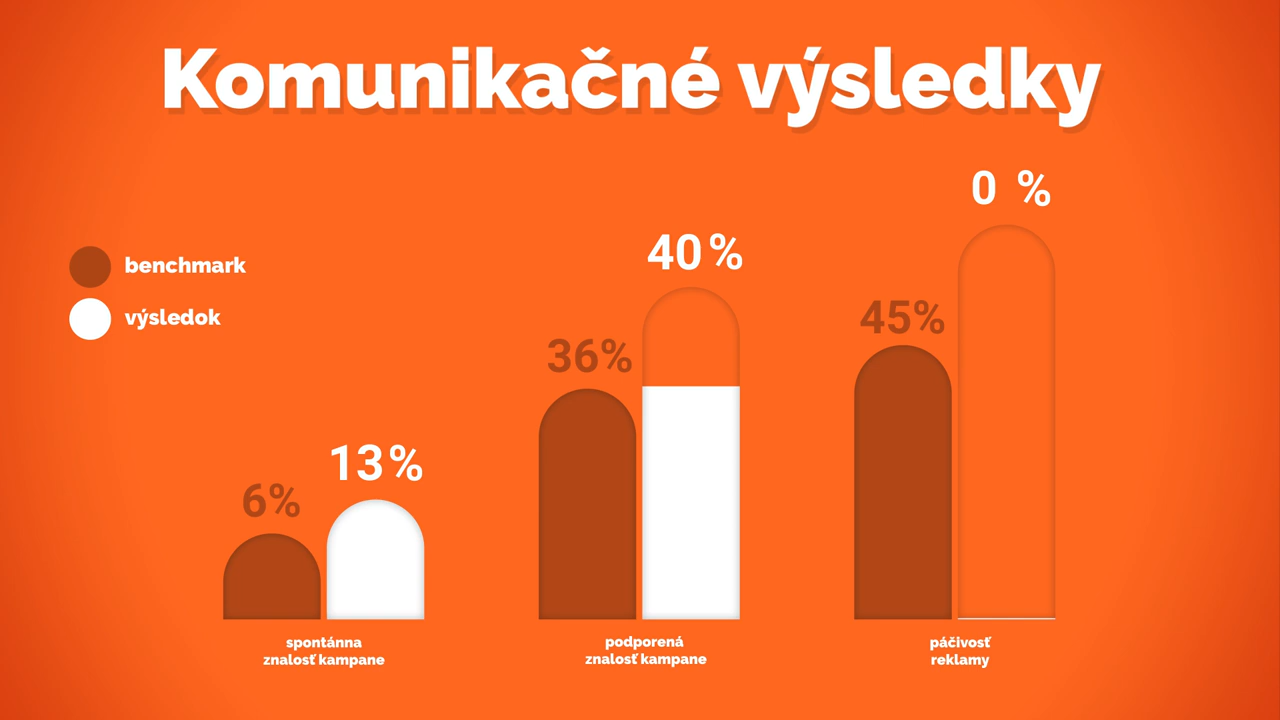 Komunikačné výsledky
benchmark
výsledok
6%
13%
36%
40%
45%
0 %
spontánna
znalosť kampane
podporená
znalosť kampane
páčivosť
reklamy